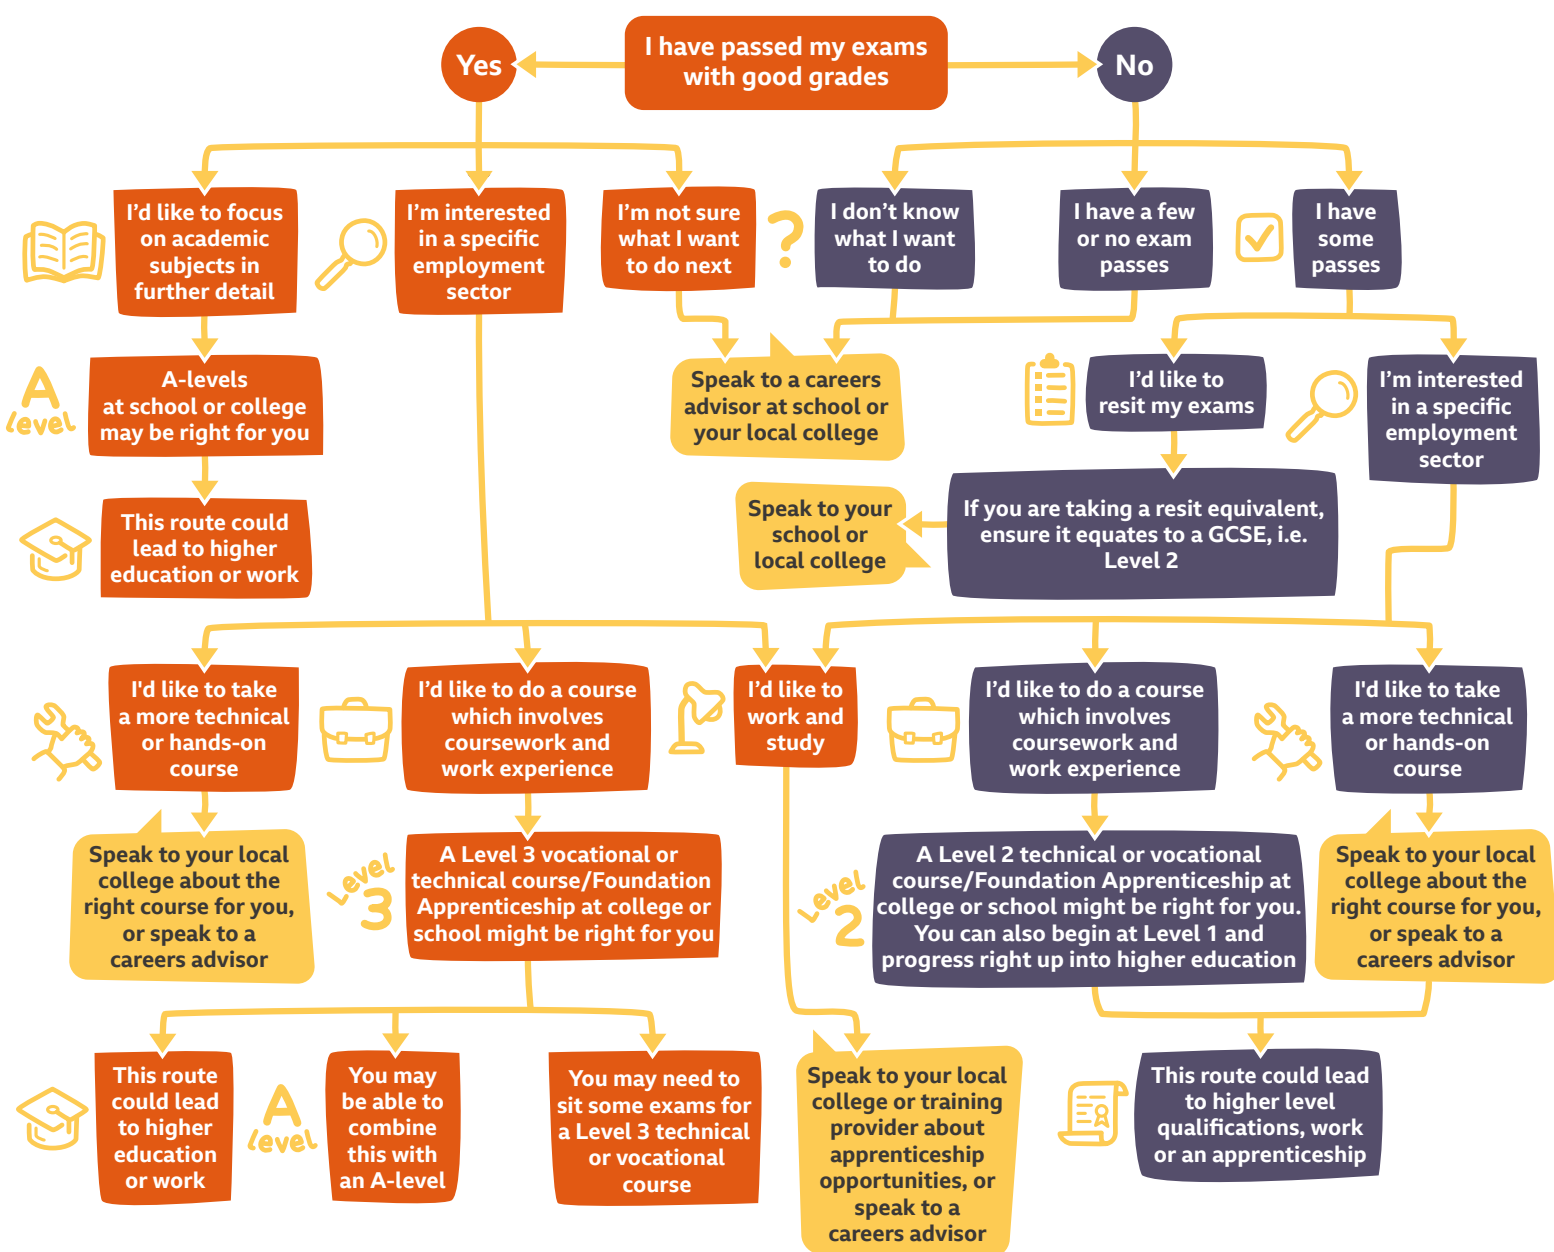 I have passed my exams
with good grades
Yes
No
I'd like to focus
on academic
subjects in
further detail
I'm interested
in a specific
employment
sector
I'm not sure
what I want
to do next
I don't know
what I want
to do
I have a few
or no exam
passes
I have
some
passes
A
level
A-levels
at school or college
may be right for you
Speak to a careers
advisor at school or
your local college
I'd like to
resit my exams
I'm interested
in a specific
employment
sector
This route could
lead to higher
education or work
Speak to your
school or
local college
If you are taking a resit equivalent,
ensure it equates to a GCSE, i.e.
Level 2
I'd like to take
a more technical
or hands-on
course
I'd like to do a course
which involves
coursework and
work experience
I'd like to
work and
study
I'd like to do a course
which involves
coursework and
work experience
I'd like to take
a more technical
or hands-on
course
Speak to your local
college about the
right course for you,
or speak to a
careers advisor
Level
3
A Level 3 vocational or
technical course/Foundation
Apprenticeship at college or
school might be right for you
Level
2
A Level 2 technical or vocational
course/Foundation Apprenticeship at
college or school might be right for you.
You can also begin at Level 1 and
progress right up into higher education
Speak to your local
college about the
right course for you,
or speak to a
careers advisor
This route
could lead
to higher
education
or work
A
level
You may
be able to
combine
this with
an A-level
You may need to
sit some exams for
a Level 3 technical
or vocational
course
Speak to your local
college or training
provider about
apprenticeship
opportunities, or
speak to a
careers advisor
This route could lead
to higher level
qualifications, work
or an apprenticeship